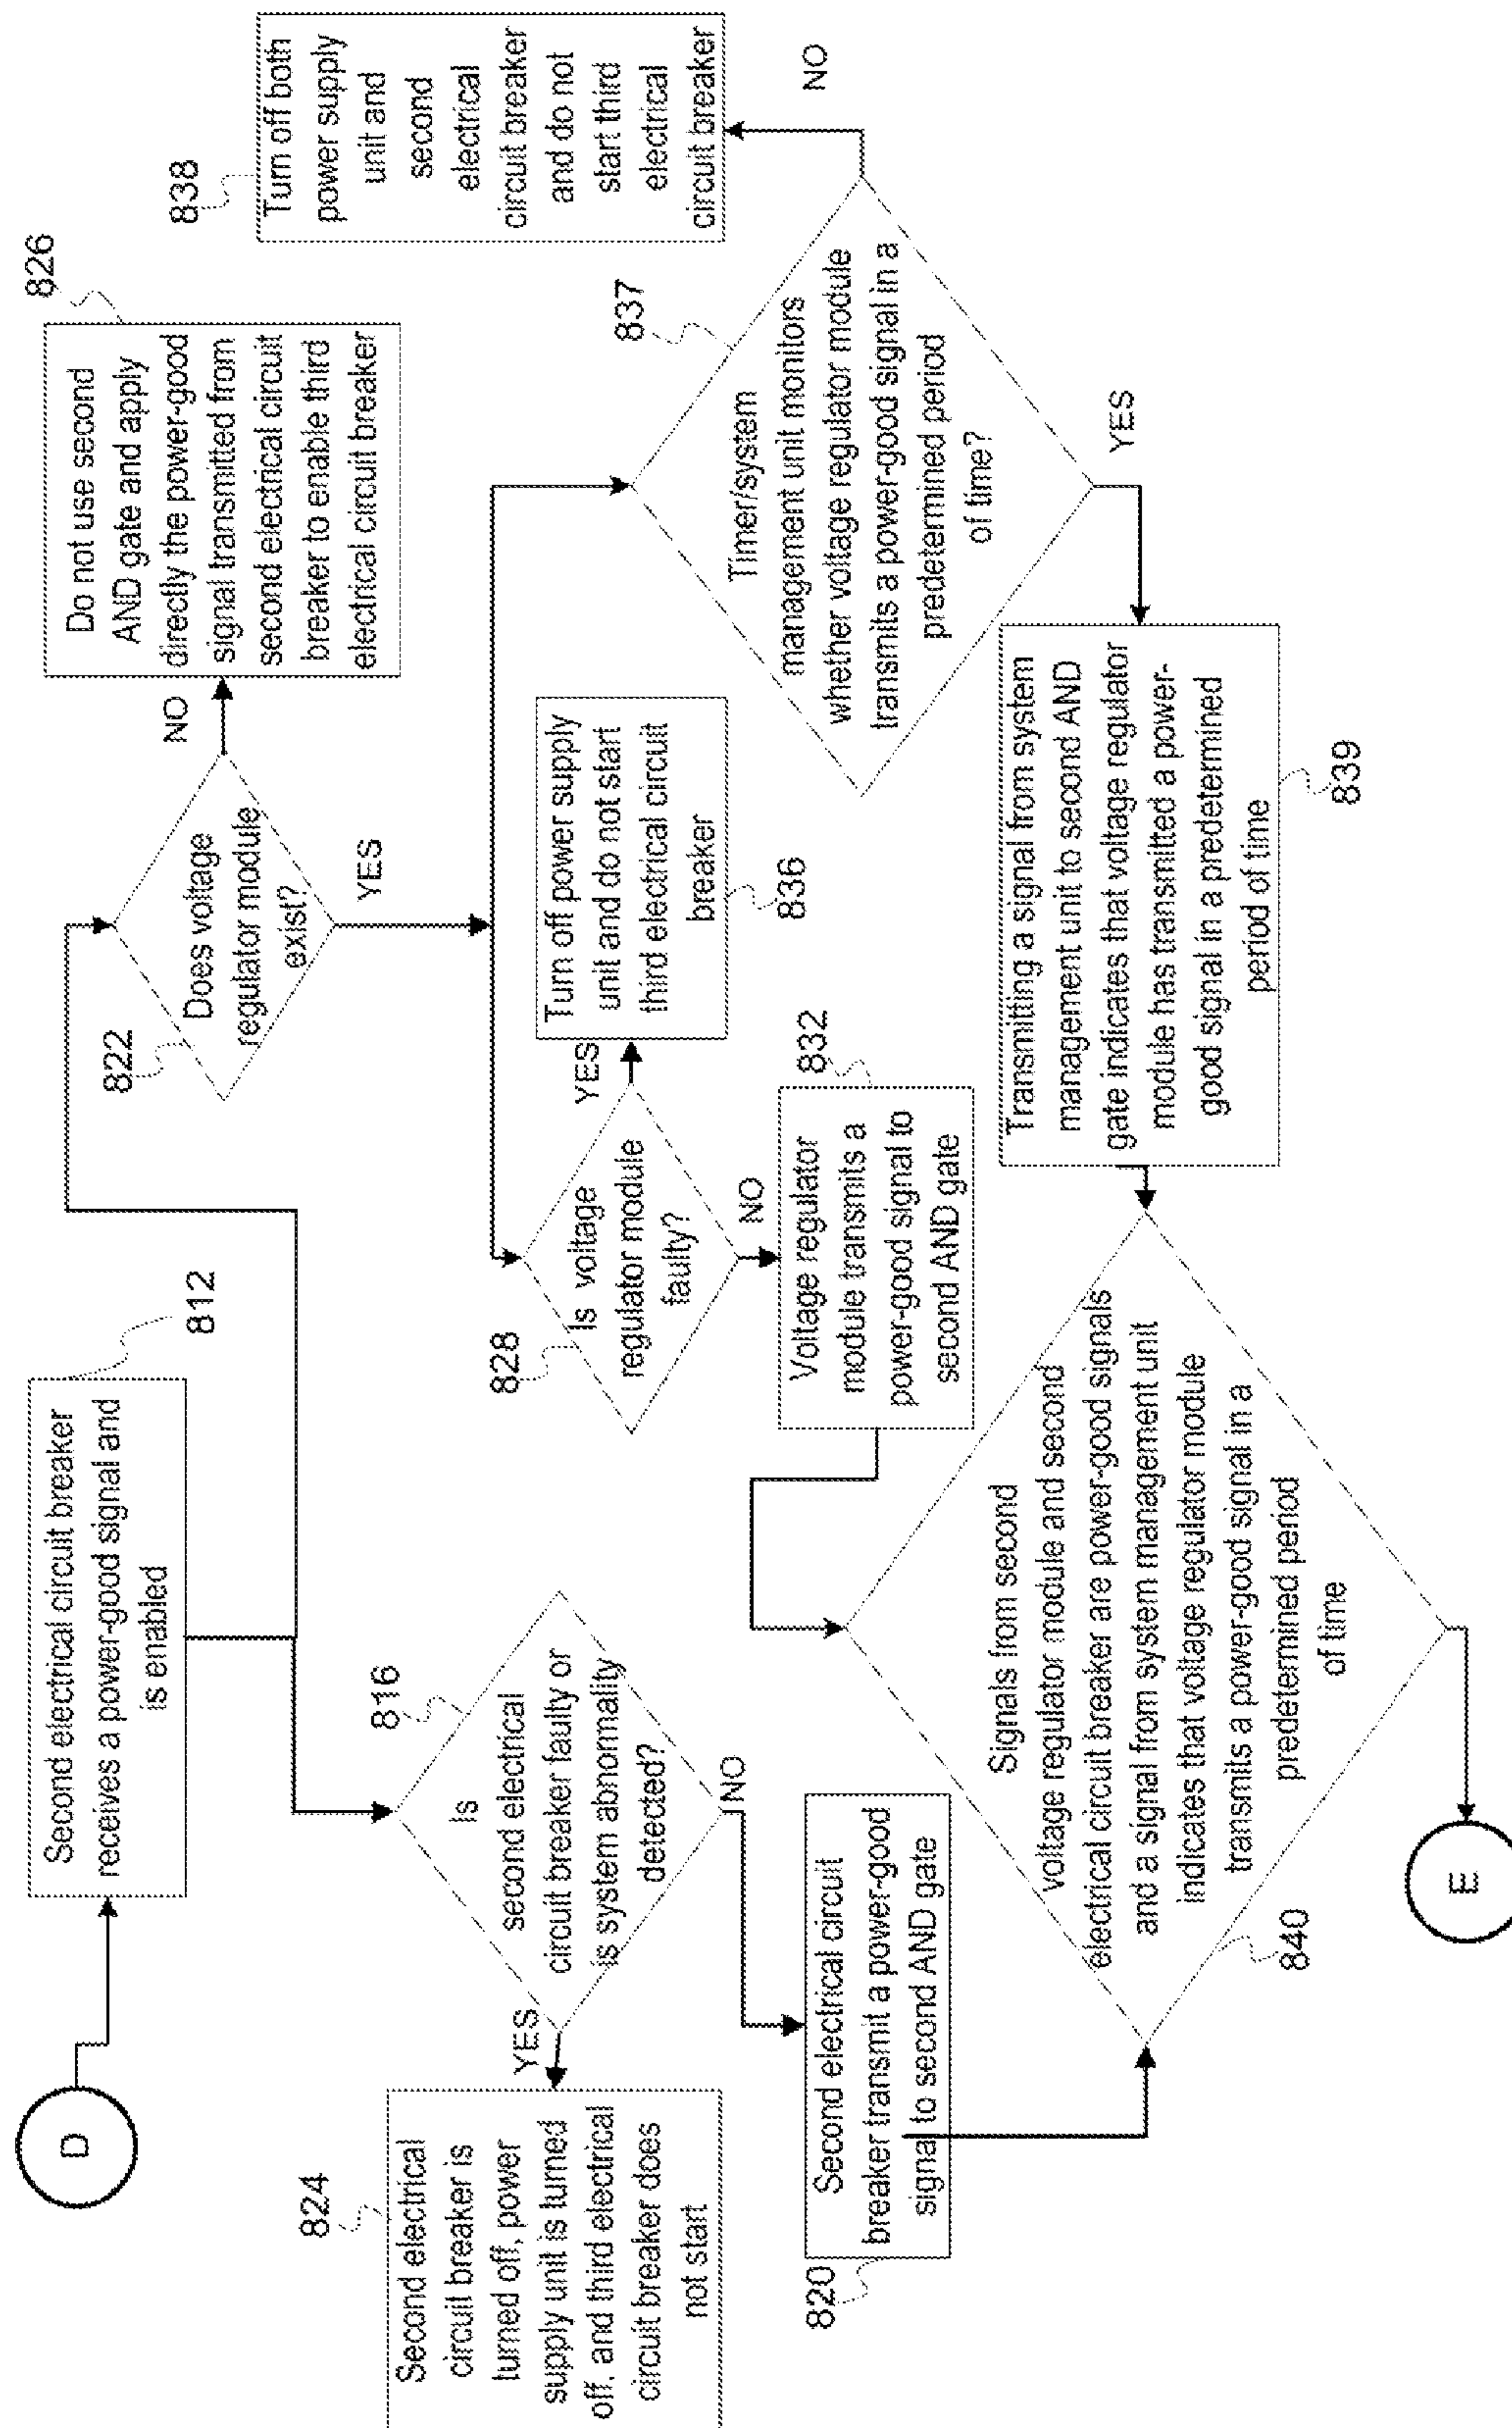 D
Second electrical circuit breaker
receives a power-good signal and
is enabled
812
Is
second electrical
circuit breaker faulty or
is system abnormality
detected?
816
YES
NO
824
Second electrical
circuit breaker is
turned off, power
supply unit is turned
off, and third electrical
circuit breaker does
not start
820
Second electrical circuit
breaker transmit a power-good
signal to second AND gate
822
Does voltage
regulator module
exist?
NO
YES
826
Do not use second
AND gate and apply
directly the power-good
signal transmitted from
second electrical circuit
breaker to enable third
electrical circuit breaker
828
Is voltage
regulator module
faulty?
YES
NO
Turn off power supply
unit and do not start
third electrical circuit
breaker
836
832
Voltage regulator
module transmits a
power-good signal to
second AND gate
837
Timer/system
management unit monitors
whether voltage regulator module
transmits a power-good signal in a
predetermined period
of time?
NO
YES
838
Turn off both
power supply
unit and
second
electrical
circuit breaker
and do not
start third
electrical
circuit breaker
Transmitting a signal from system
management unit to second AND
gate indicates that voltage regulator
module has transmitted a power-
good signal in a predetermined
period of time
839
Signals from second
voltage regulator module and second
electrical circuit breaker are power-good signals
and a signal from system management unit
indicates that voltage regulator module
transmits a power-good signal in a
predetermined period
of time
840
E